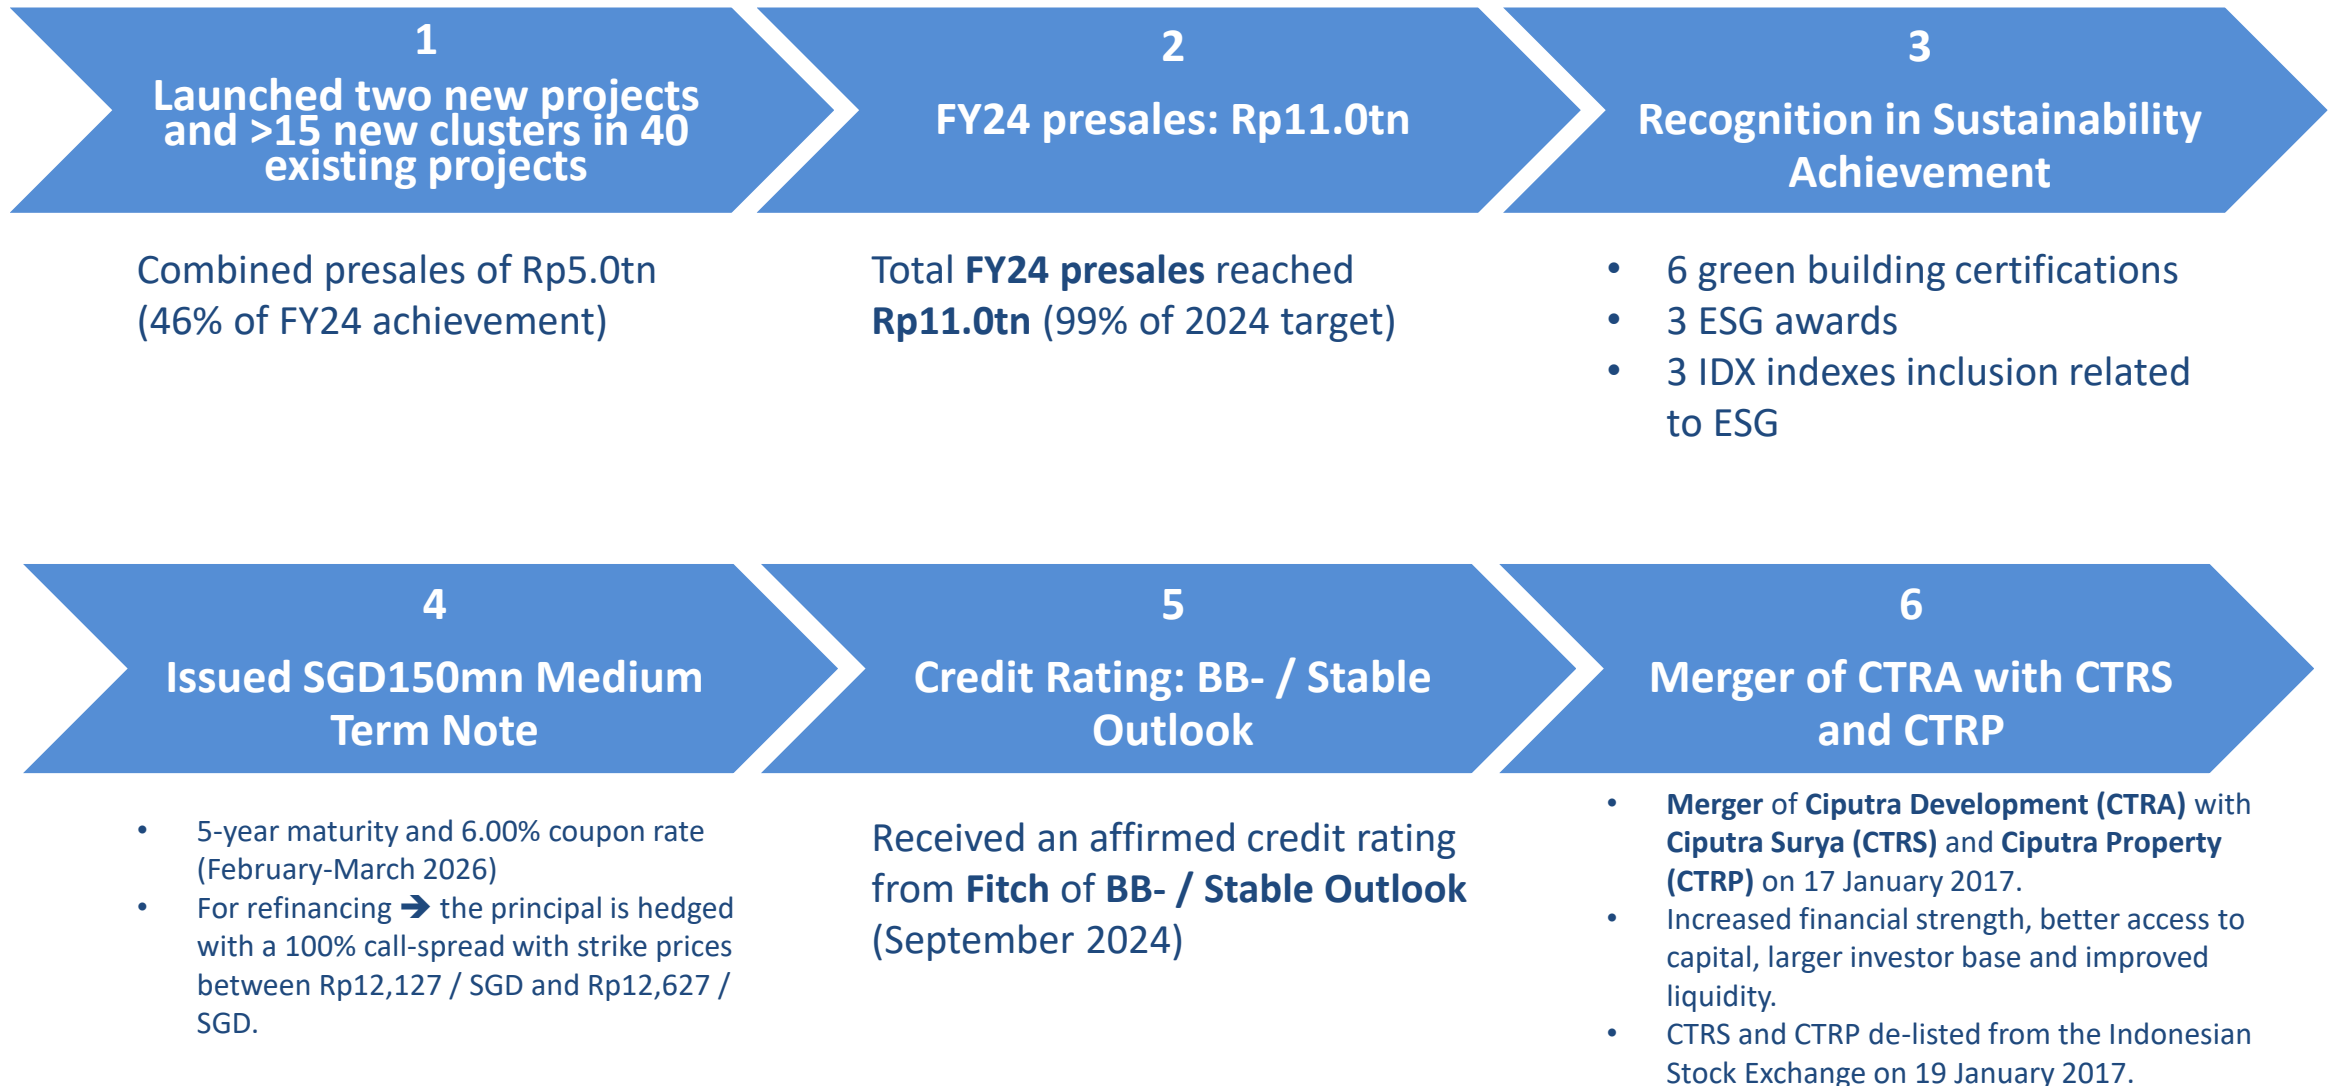 1
Launched two new projects
and >15 new clusters in 40
existing projects
Combined presales of Rp5.0tn
(46% of FY24 achievement)
2
FY24 presales: Rp11.0tn
Total FY24 presales reached
Rp11.0tn (99% of 2024 target)
3
Recognition in Sustainability
Achievement
• 6 green building certifications
• 3 ESG awards
• 3 IDX indexes inclusion related
to ESG
4
Issued SGD150mn Medium
Term Note
• 5-year maturity and 6.00% coupon rate
(February-March 2026)
• For refinancing ➔ the principal is hedged
with a 100% call-spread with strike prices
between Rp12,127 / SGD and Rp12,627 /
SGD.
5
Credit Rating: BB- / Stable
Outlook
Received an affirmed credit rating
from Fitch of BB- / Stable Outlook
(September 2024)
6
Merger of CTRA with CTRS
and CTRP
• Merger of Ciputra Development (CTRA) with
Ciputra Surya (CTRS) and Ciputra Property
(CTRP) on 17 January 2017.
• Increased financial strength, better access to
capital, larger investor base and improved
liquidity.
• CTRS and CTRP de-listed from the Indonesian
Stock Exchange on 19 January 2017.